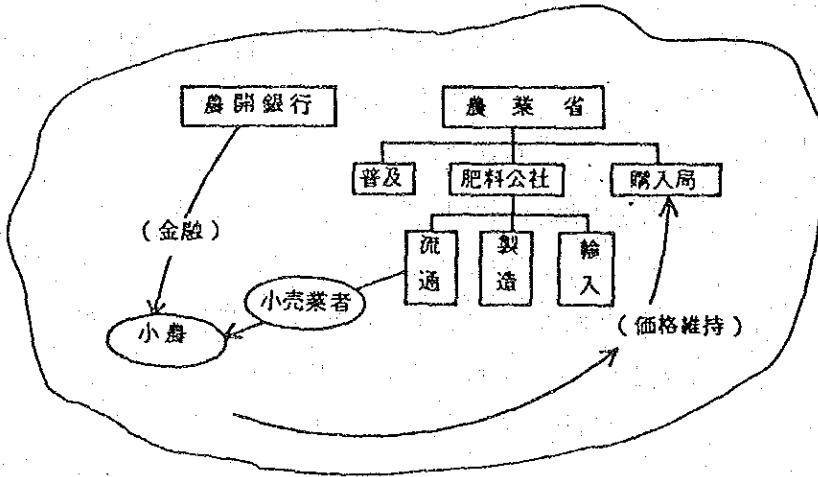 農開銀行
農業省
普及
肥料公社
購入局
(金融)
流通
製造
輸入
小売業者
小農
(価格維持)